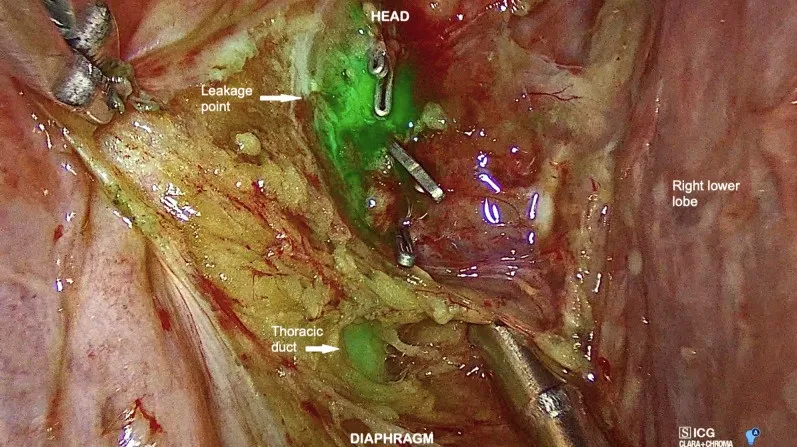 HEAD
Leakage
point
Right lower
lobe
Thoracic
duct
DIAPHRAGM
S ICG
CLARA+CHROMA
A